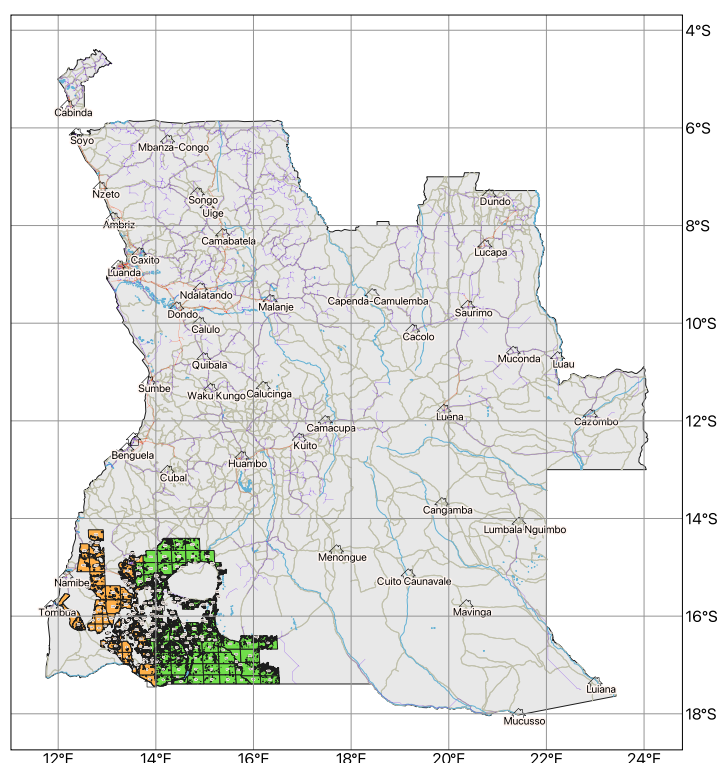 4°S
Cabinda
6°S
Soyo
Mbanza-Congo
Nzeto
Songo
Dundo
Uige
Ambriz
8°S
Camabatela
Caxito
Lucapa
Luanda
Ndalatando
Capenda-Camulemba
Dondo
Malanje
Saurimo
Calulo
10°S
Cacolo
Quibala
Muconda
Luau
Sumbe
Waku Kungo
Calucinga
Luena
12°S
Cazombo
Camacupa
Kuito
Benguela
Huambo
Cubal
Cangamba
14°S
Lumbala Nguimbo
Menongue
Namibe
Cuito Caunavale
Tombua
Mavinga
16°S
Luiana
Mucusso
18°S
12°E 14°E 16°E 18°E 20°E 22°E 24°E